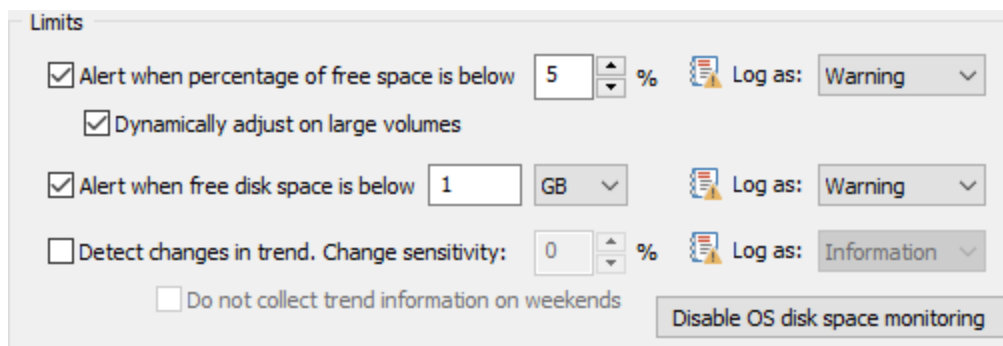 Limits
Alert when percentage of free space is below 5 % Log as: Warning
Dynamically adjust on large volumes
Alert when free disk space is below 1 GB Log as: Warning
Detect changes in trend. Change sensitivity: 0 % Log as: Information
Do not collect trend information on weekends
Disable OS disk space monitoring